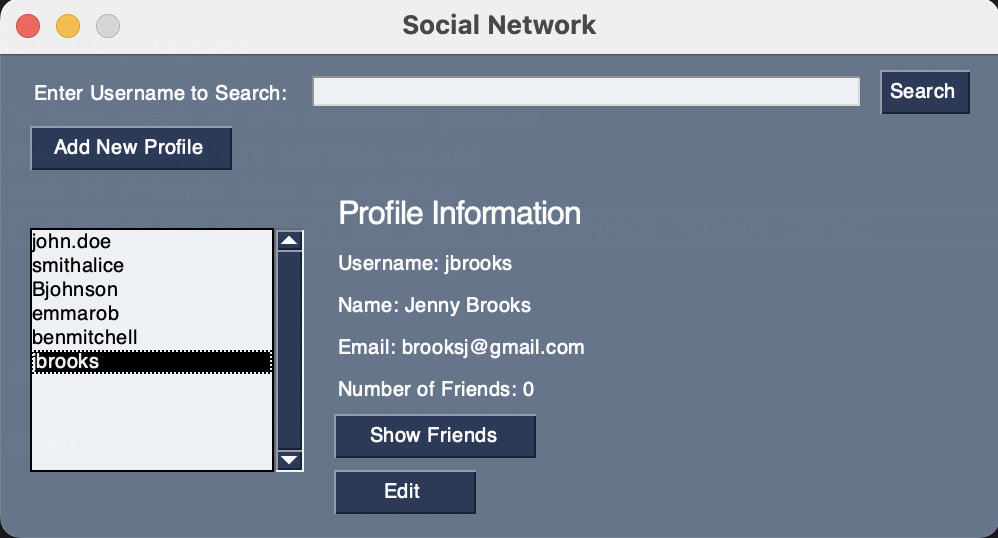 Social Network
Enter Username to Search:
Search
Add New Profile
Profile Information
john.doe
smithalice
Bjohnson
emmarob
benmitchell
jbrooks
Username: jbrooks
Name: Jenny Brooks
Email: brooksj@gmail.com
Number of Friends: 0
Show Friends
Edit